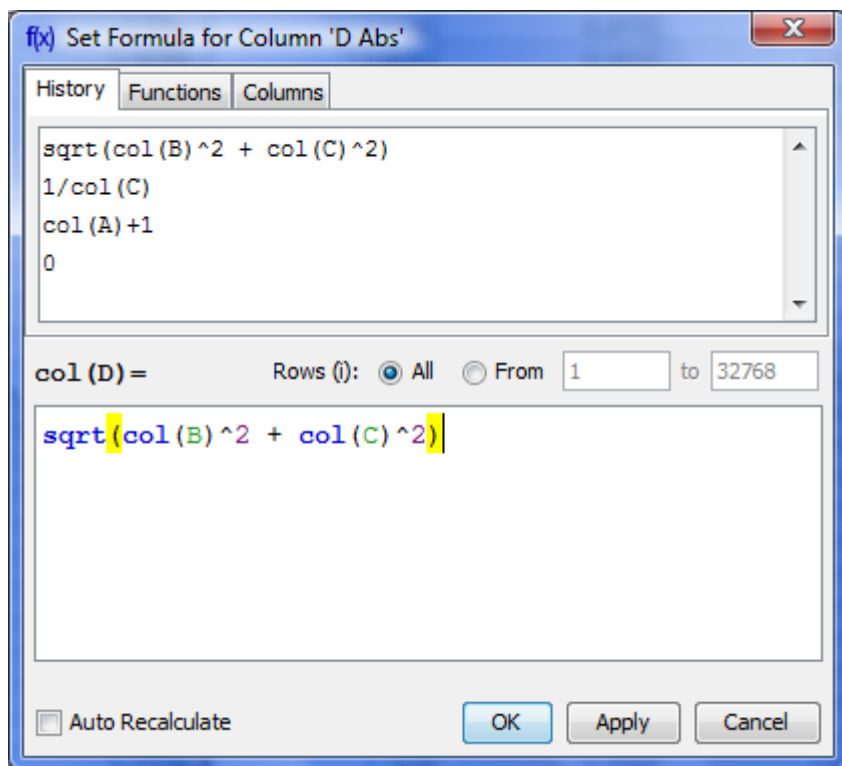 f(x) Set Formula for Column 'D Abs'
x
History Functions Columns
sqrt(col(B)^2 + col(C)^2)
1/col(C)
col(A)+1
0
col(D)= Rows (i): All From 1 to 32768
sqrt(col(B)^2 + col(C)^2)
Auto Recalculate OK Apply Cancel